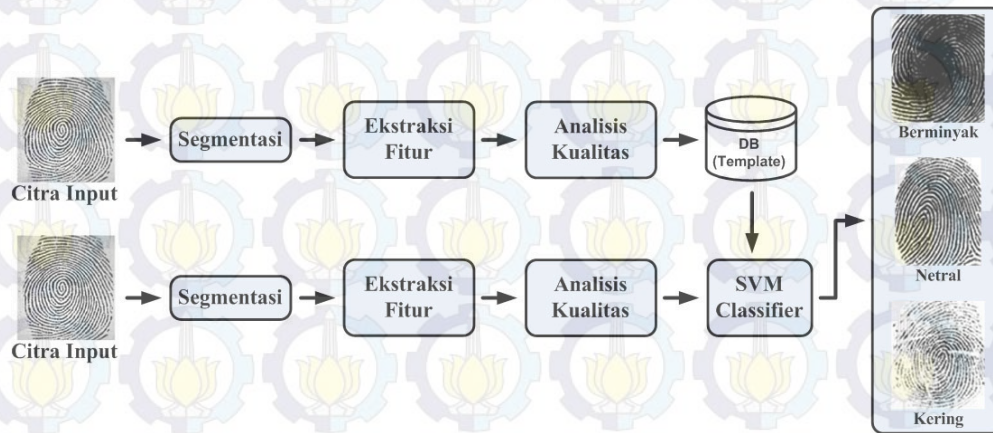 Citra Input
Segmentasi
Ekstraksi
Fitur
Analisis
Kualitas
DB
(Template)
Citra Input
Segmentasi
Ekstraksi
Fitur
Analisis
Kualitas
SVM
Classifier
Berminyak
Netral
Kering